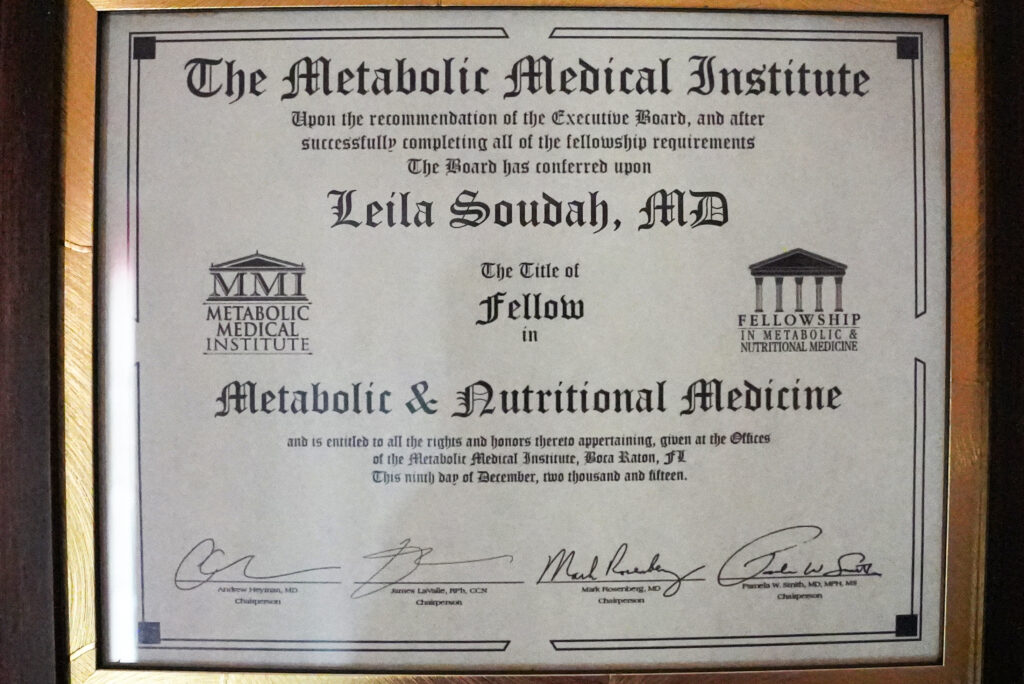 The Metabolic Medical Institute
Upon the recommendation of the Executive Board, and after
successfully completing all of the fellowship requirements
The Board has conferred upon
Leila Soudah, MD
MMI
METABOLIC
MEDICAL
INSTITUTE
The Title of
Fellow
in
FELLOWSHIP
IN METABOLIC &
NUTRITIONAL MEDICINE
Metabolic & Nutritional Medicine
and is entitled to all the rights and honors thereto appertaining, given at the Offices
of the Metabolic Medical Institute, Boca Raton, FL
This ninth day of December, two thousand and fifteen.
Mark Rosenberg
Pamela W. Smith
Andrew Heyman, MD
Chairperson
James LaValle, RPh, CCN
Chairperson
Mark Rosenberg, MD
Chairperson
Pamela W. Smith, MD, MPH, MS
Chairperson